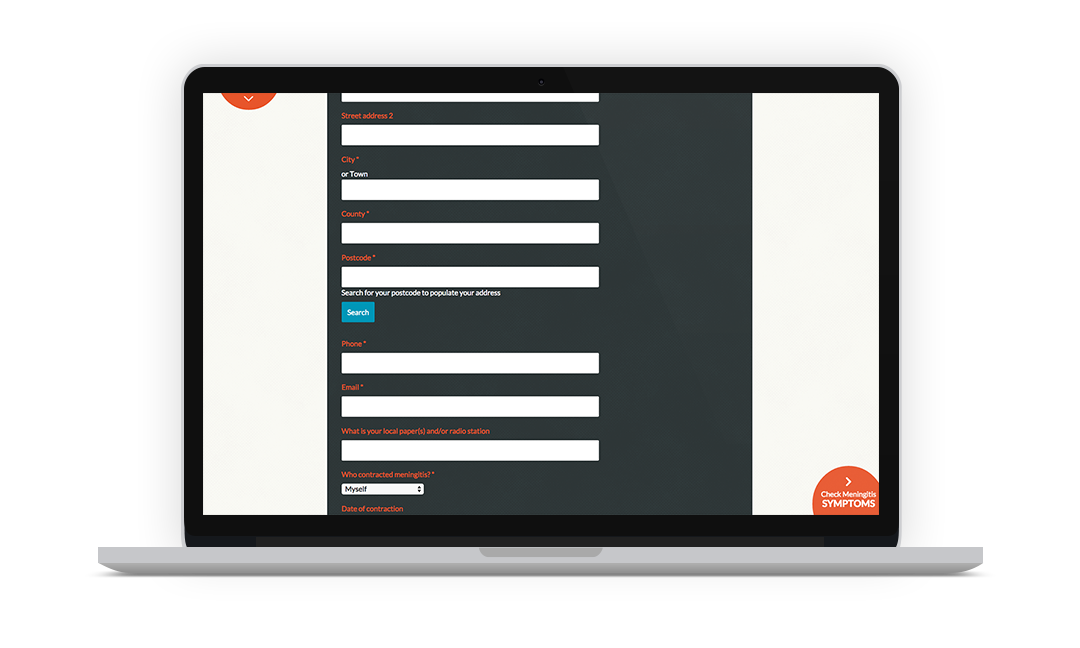 Street address 2
City *
or Town
County *
Postcode *
Search for your postcode to populate your address
Search
Phone *
Email *
What is your local paper(s) and/or radio station
Who contracted meningitis? *
Myself
Date of contraction
Check Meningitis
SYMPTOMS